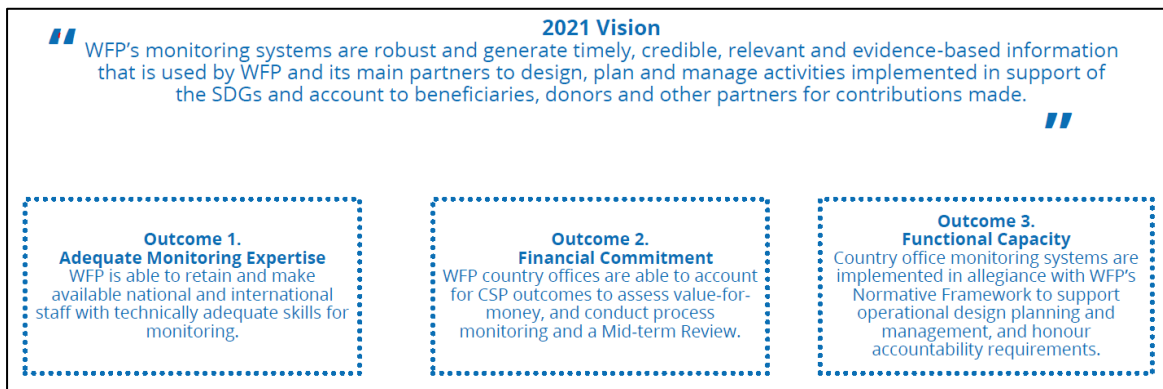 2021 Vision
"
WFP's monitoring systems are robust and generate timely, credible, relevant and evidence-based information
that is used by WFP and its main partners to design, plan and manage activities implemented in support of
the SDGs and account to beneficiaries, donors and other partners for contributions made.
"
Outcome 1.
Adequate Monitoring Expertise
WFP is able to retain and make
available national and international
staff with technically adequate skills for
monitoring.
Outcome 2.
Financial Commitment
WFP country offices are able to account
for CSP outcomes to assess value-for-
money, and conduct process
monitoring and a Mid-term Review.
Outcome 3.
Functional Capacity
Country office monitoring systems are
implemented in allegiance with WFP's
Normative Framework to support
operational design planning and
management, and honour
accountability requirements.